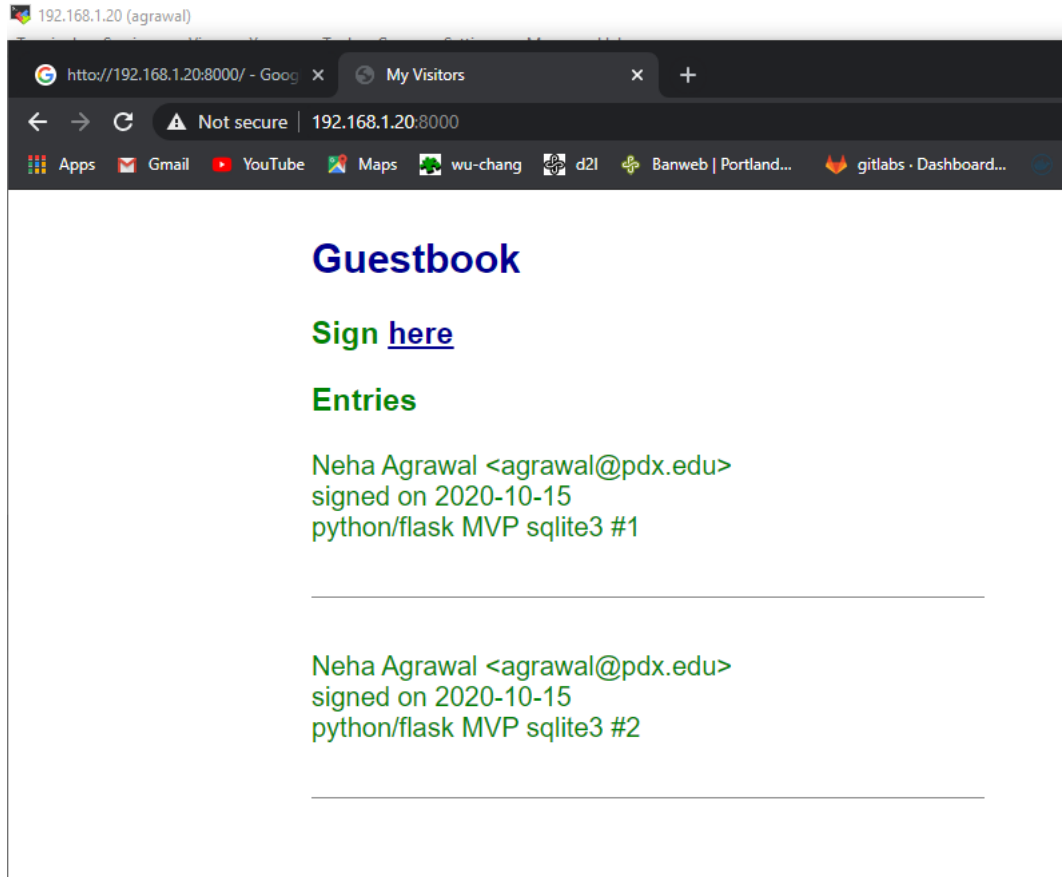 192.168.1.20 (agrawal)
htto://192.168.1.20:8000/ - Goog
My Visitors
Not secure | 192.168.1.20:8000
Apps Gmail YouTube Maps wu-chang d2l Banweb | Portland... gitlabs · Dashboard...
Guestbook
Sign here
Entries
Neha Agrawal <agrawal@pdx.edu>
signed on 2020-10-15
python/flask MVP sqlite3 #1
Neha Agrawal <agrawal@pdx.edu>
signed on 2020-10-15
python/flask MVP sqlite3 #2